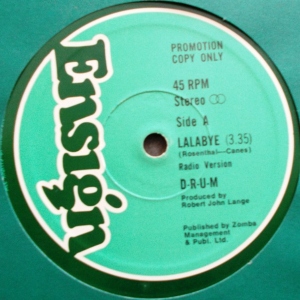 Ensign
PROMOTION
COPY ONLY
45 RPM
Stereo
Side A
LALABYE (3.35)
(Rosenthal—Canes)
Radio Version
D·R·U·M
Produced by
Robert John Lange
Published by Zomba
Management
& Publ. Ltd.